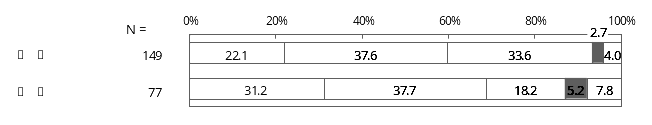 0% 20% 40% 60% 80% 100%
N =
2.7
149 22.1 37.6 33.6 4.0
77 31.2 37.7 18.2 5.2 7.8